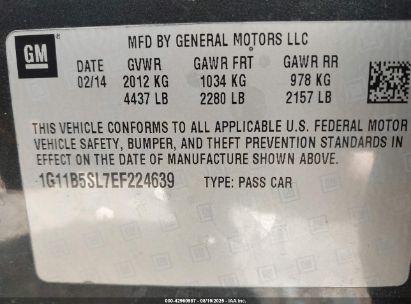 GM
MFD BY GENERAL MOTORS LLC
DATE GVWR GAWR FRT GAWR RR
02/14 2012 KG 1034 KG 978 KG
4437 LB 2280 LB 2157 LB
THIS VEHICLE CONFORMS TO ALL APPLICABLE U.S. FEDERAL MOTOR
VEHICLE SAFETY, BUMPER, AND THEFT PREVENTION STANDARDS IN
EFFECT ON THE DATE OF MANUFACTURE SHOWN ABOVE.
1G11B5SL7EF224639 TYPE: PASS CAR